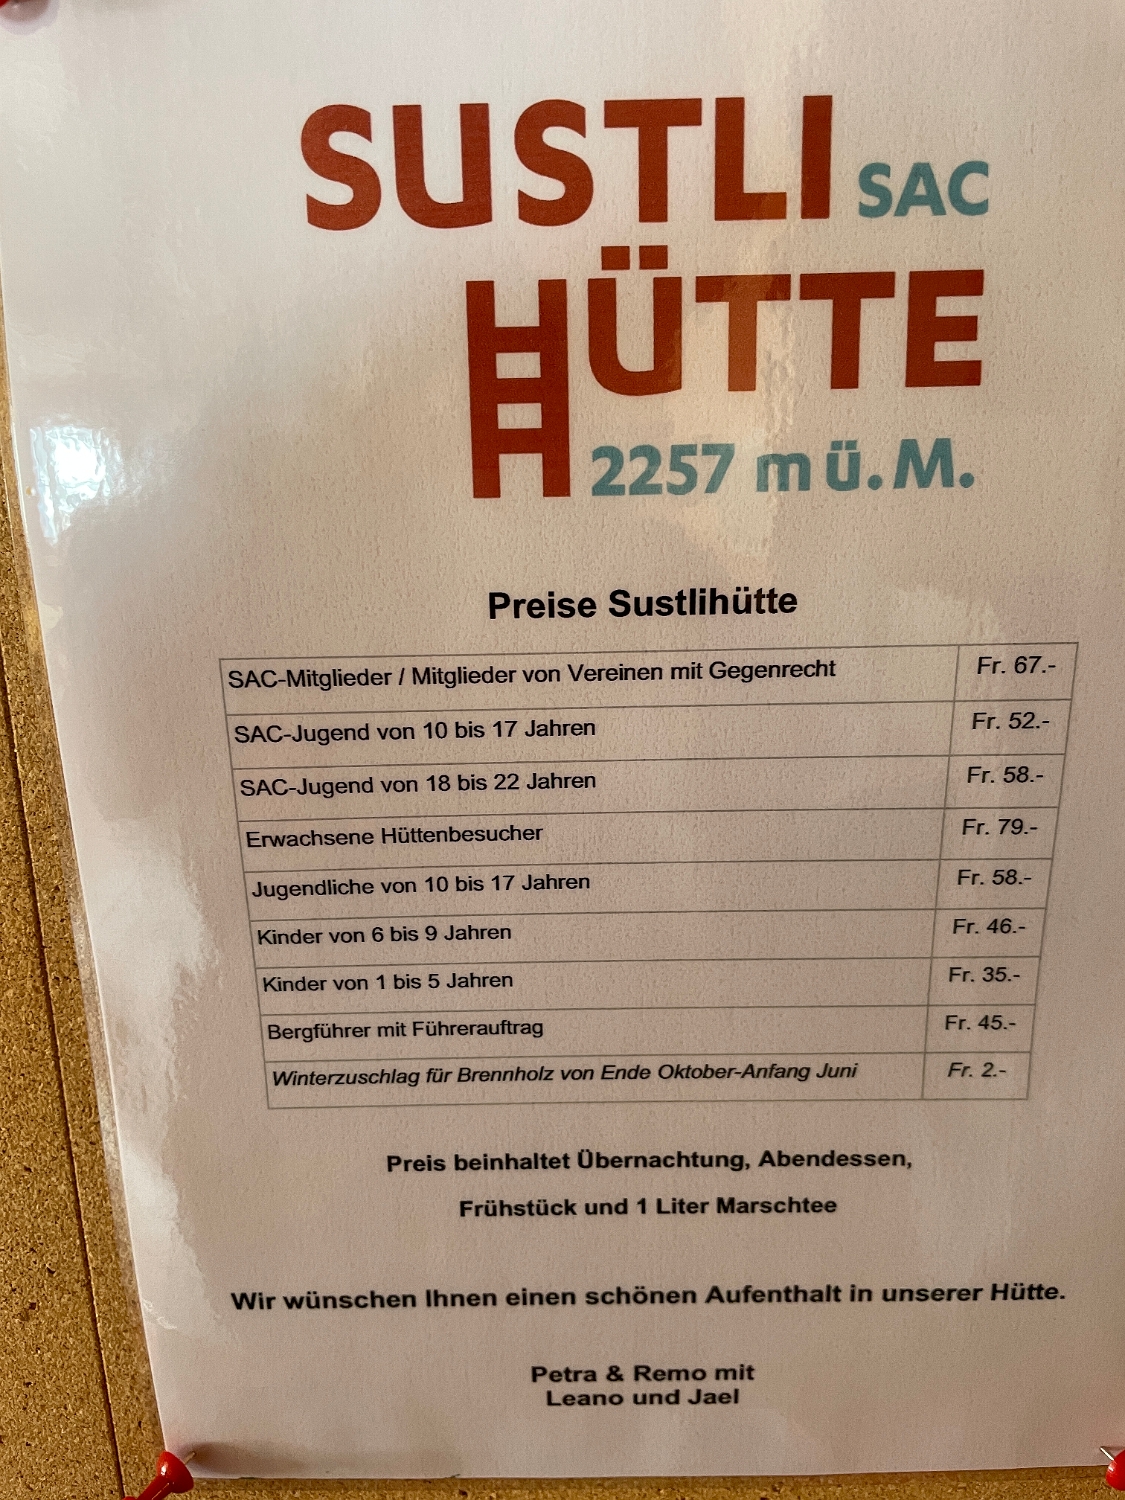 SUSTLI SAC
HÜTTE
2257 m ü. M.
Preise Sustlihütte
SAC-Mitglieder / Mitglieder von Vereinen mit Gegenrecht Fr. 67.-
SAC-Jugend von 10 bis 17 Jahren Fr. 52.-
SAC-Jugend von 18 bis 22 Jahren Fr. 58.-
Erwachsene Hüttenbesucher Fr. 79.-
Jugendliche von 10 bis 17 Jahren Fr. 58.-
Kinder von 6 bis 9 Jahren Fr. 46.-
Kinder von 1 bis 5 Jahren Fr. 35.-
Bergführer mit Führerauftrag Fr. 45.-
Winterzuschlag für Brennholz von Ende Oktober-Anfang Juni Fr. 2.-
Preis beinhaltet Übernachtung, Abendessen,
Frühstück und 1 Liter Marschtee
Wir wünschen Ihnen einen schönen Aufenthalt in unserer Hütte.
Petra & Remo mit
Leano und Jael